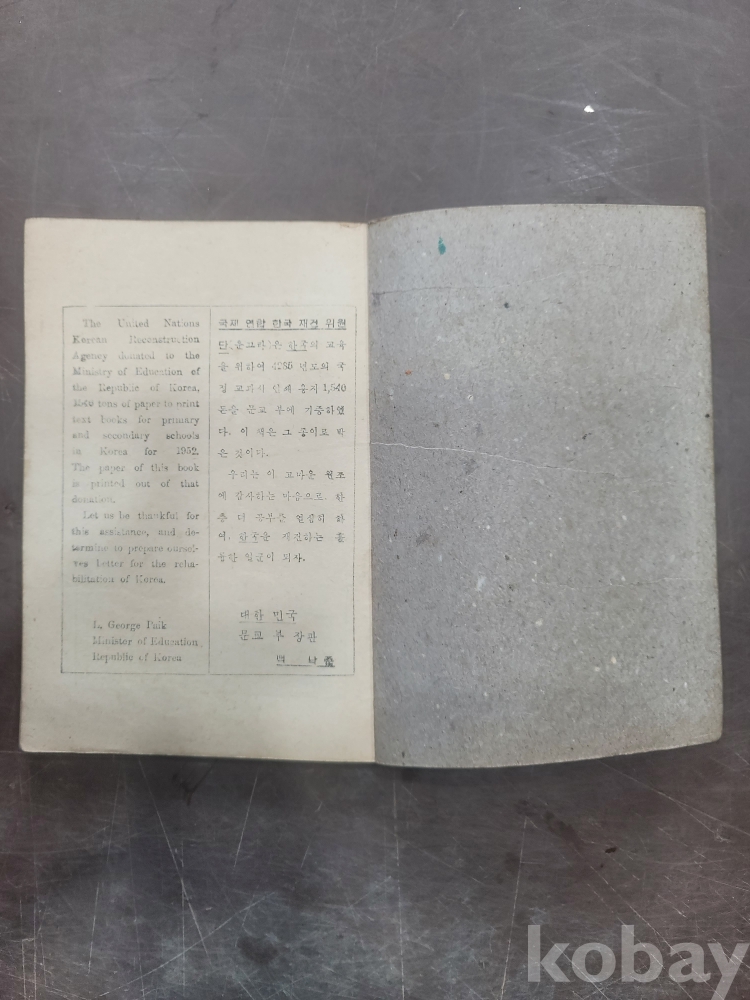 The United Nations
Korean Reconstruction
Agency donated to the
Ministry of Education of
the Republic of Korea,
1540 tons of paper to print
text books for primary
and secondary schools
in Korea for 1952.
The paper of this book
is printed out of that
donation.
Let us be thankful for
this assistance, and de-
termine to prepare oursel-
ves better for the reha-
bilitation of Korea.
L. George Paik
Minister of Education
Republic of Korea
국제 연합 한국 재건 위원
단(운끄라)은 한국의 교육
을 위하여 4285 년도의 국
정 교과서 인쇄 용지 1,540
톤을 문교 부에 기증하였
다. 이 책은 그 종이로 박
은 것이다.
우리는 이 고마운 원조
에 감사하는 마음으로, 한
층 더 공부를 열심히 하
여, 한국을 재건하는 훌
륭한 일군이 되자.
대한 민국
문교 부 장관
백 낙 준
kobay